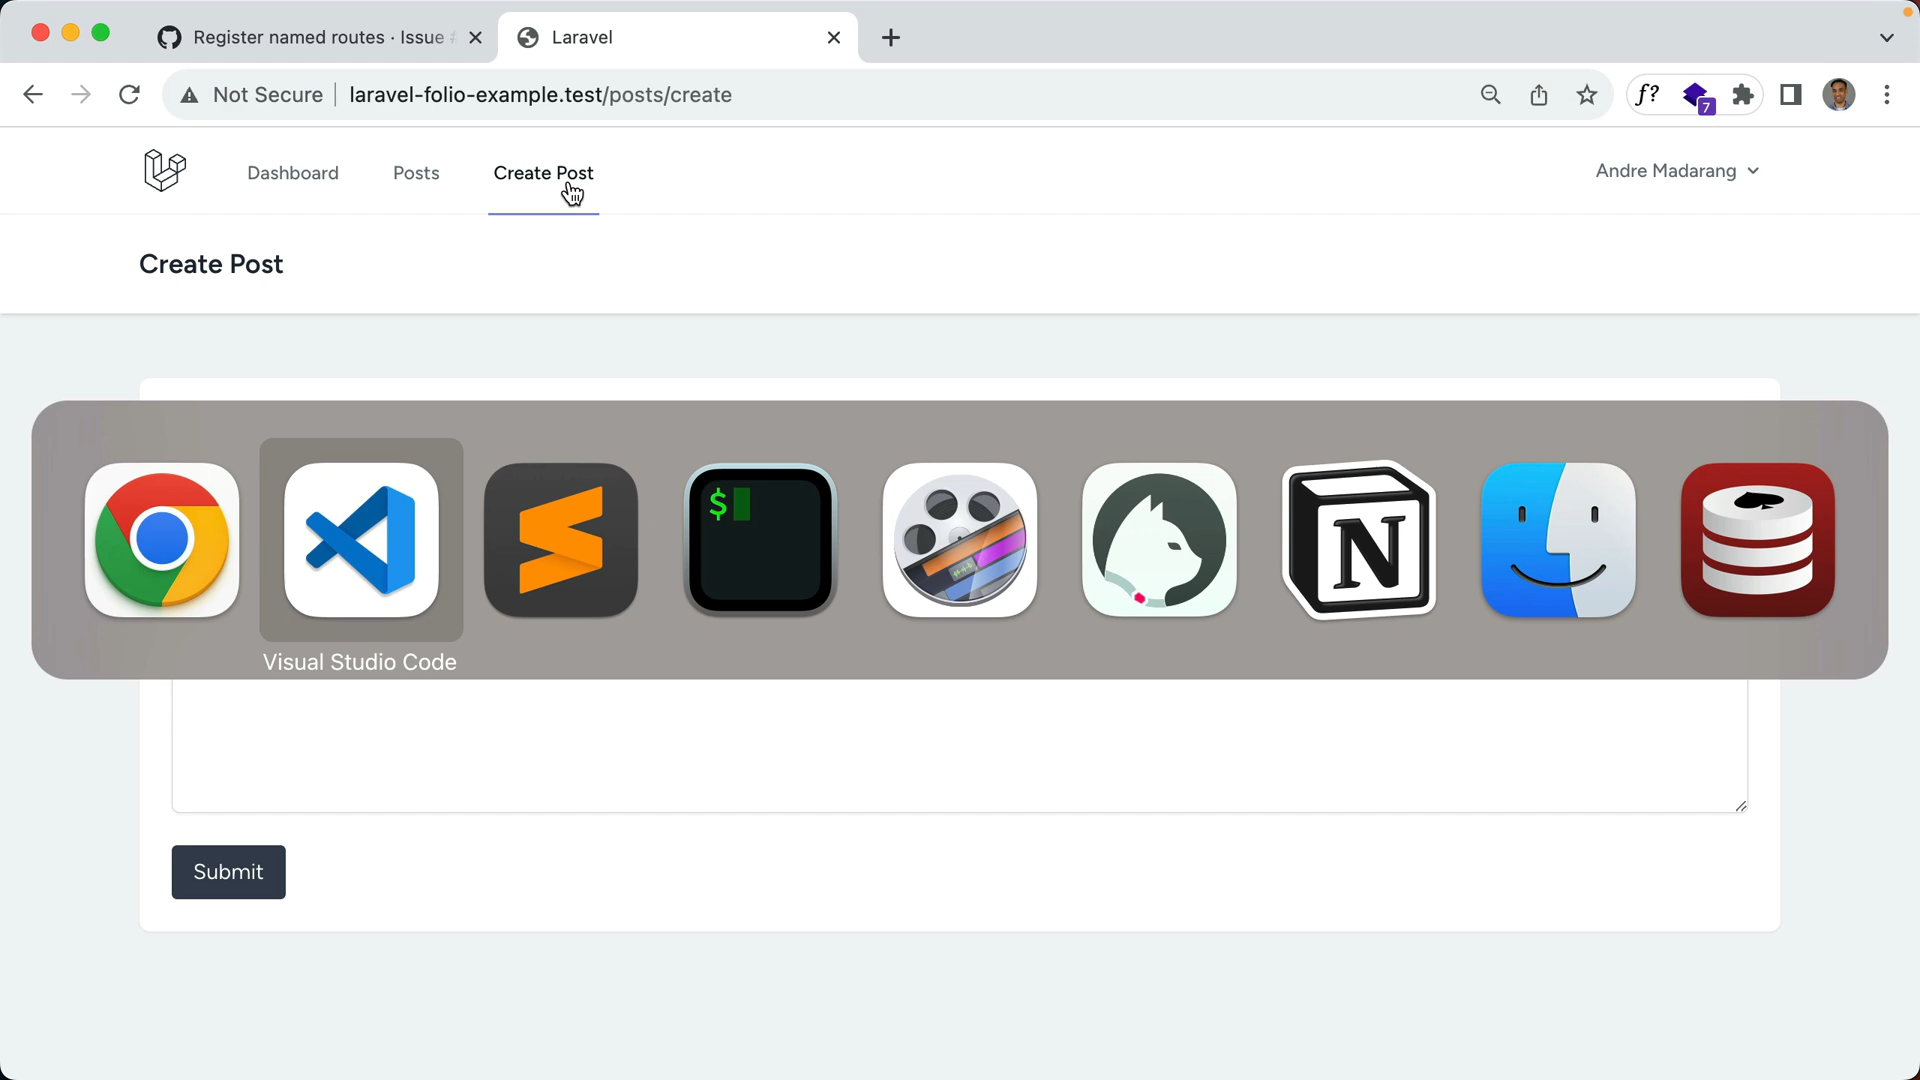 Register named routes · Issue
Laravel
Not Secure
laravel-folio-example.test/posts/create
f?
7
Dashboard
Posts
Create Post
Andre Madarang
Create Post
$
N
Visual Studio Code
Submit